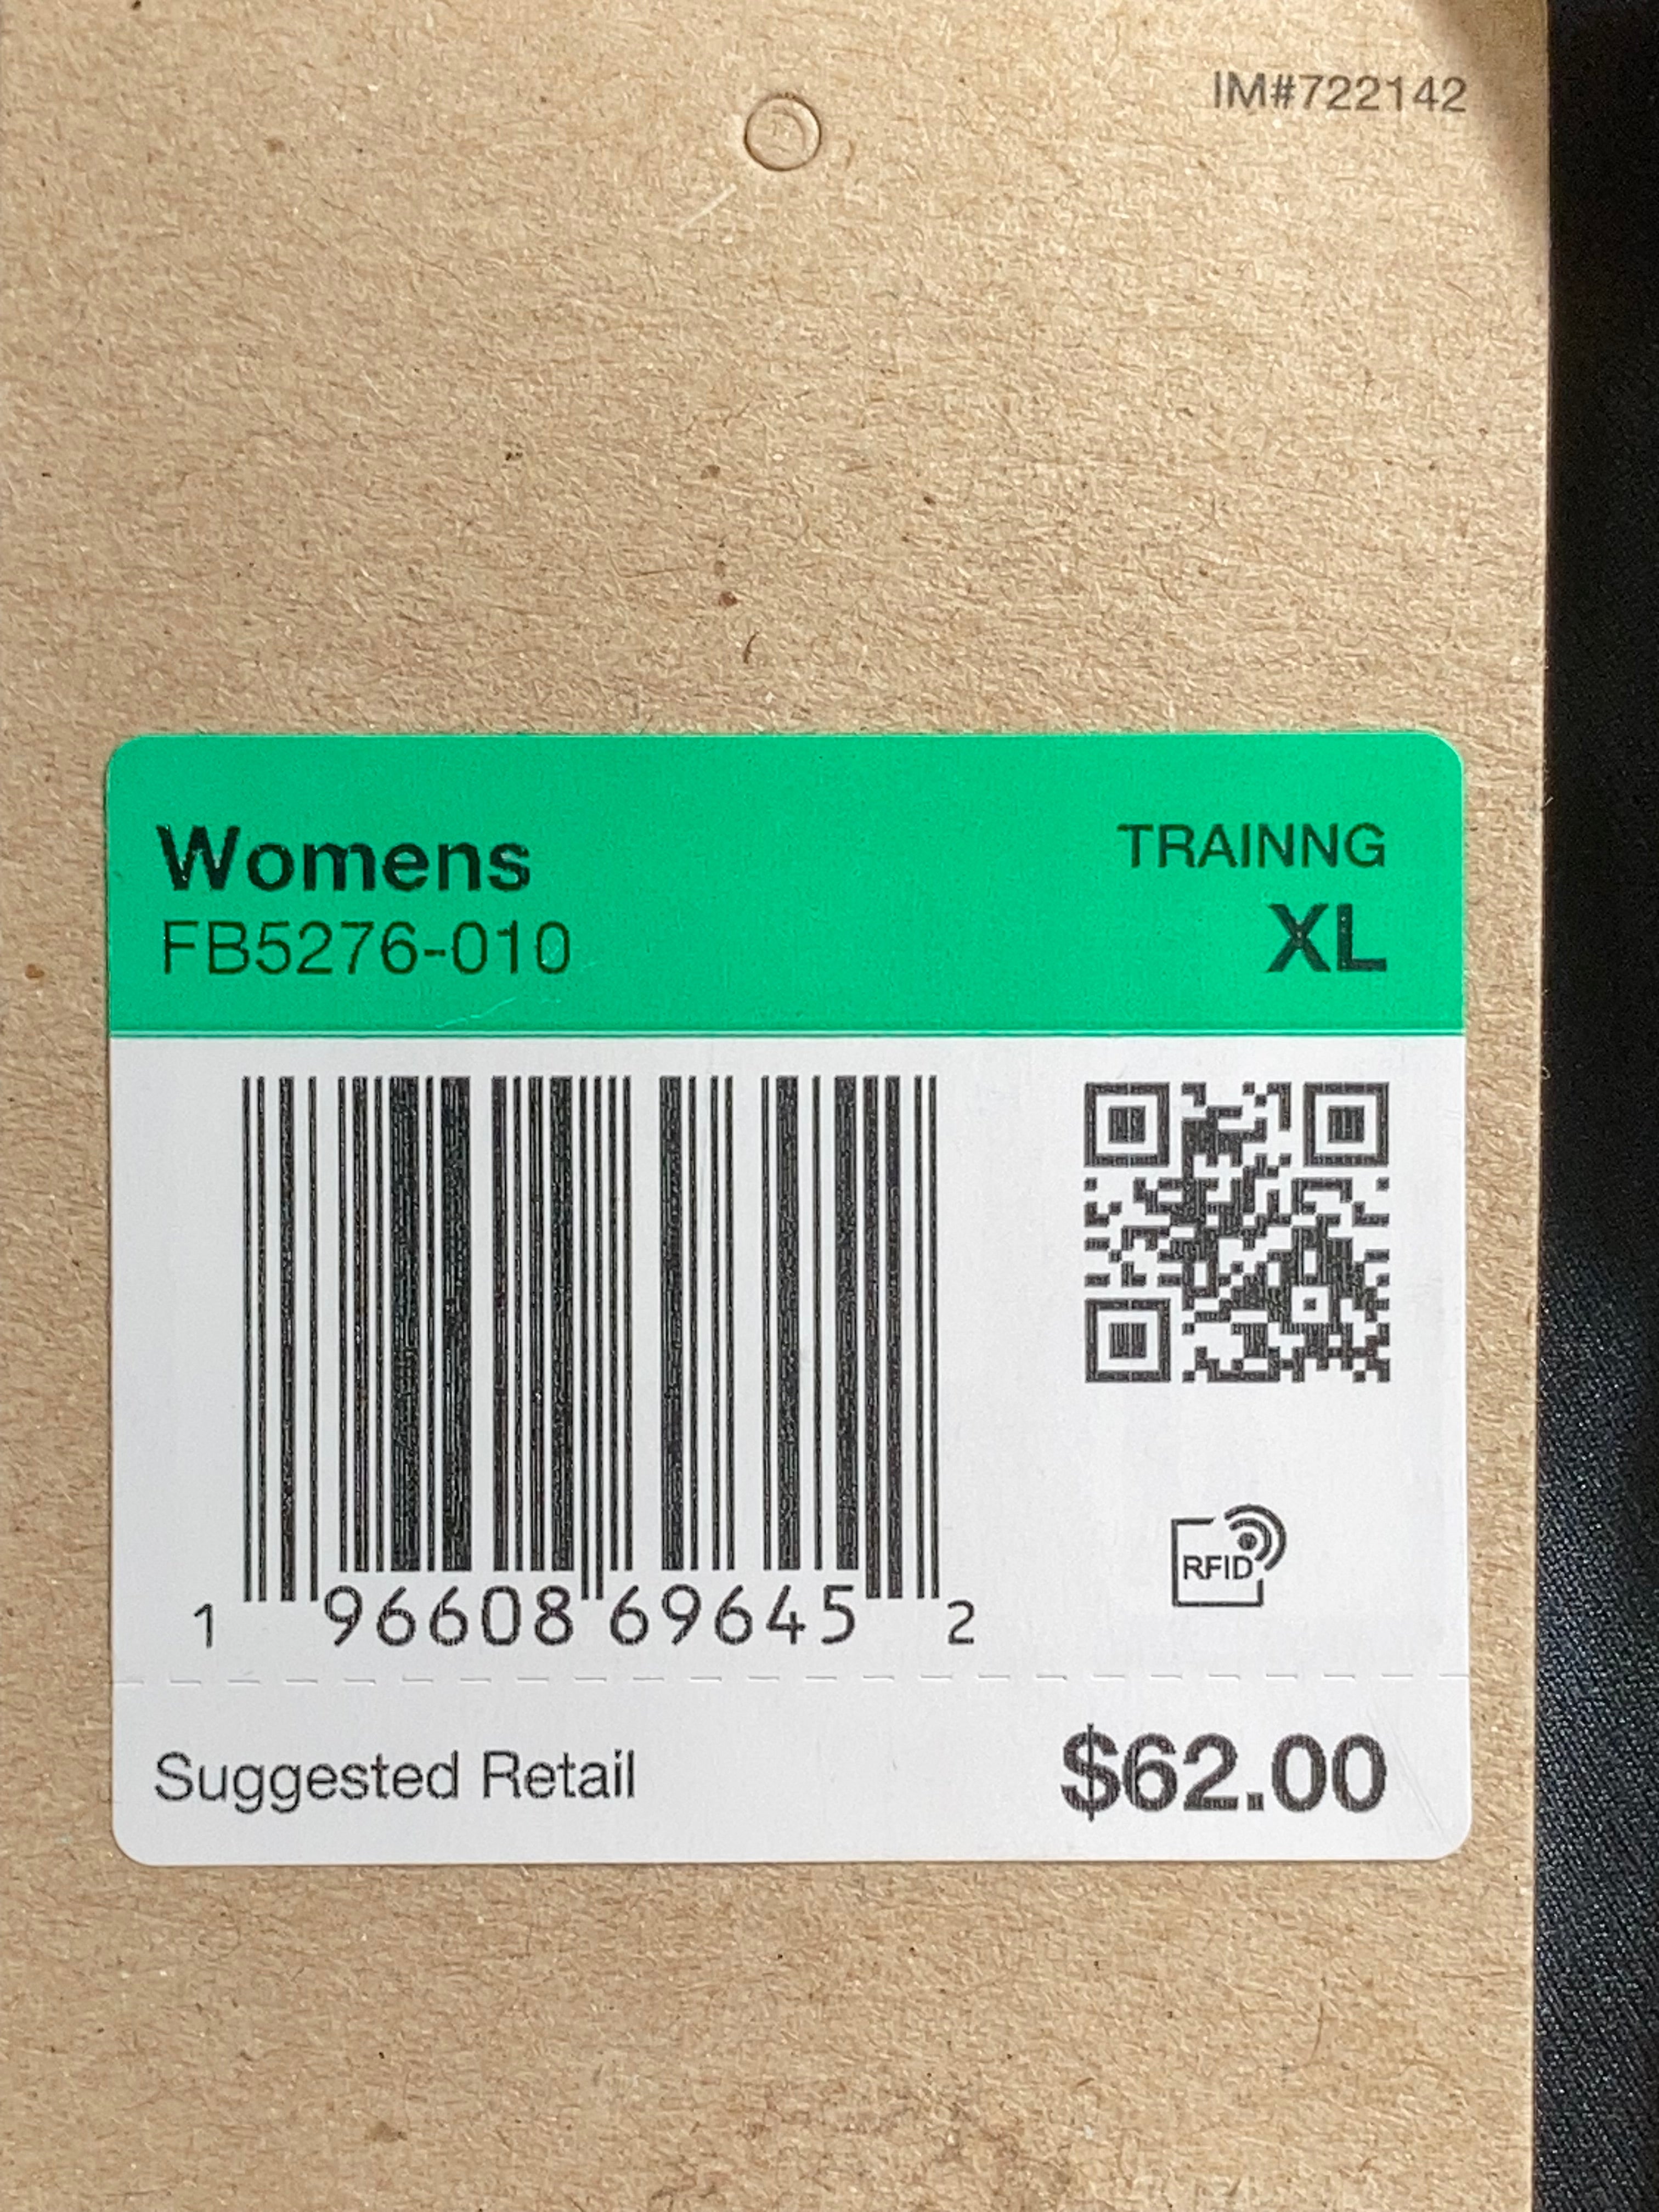 IM#722142
Womens
TRAINNG
FB5276-010
XL
RFID
1 96608 69645 2
Suggested Retail
$62.00